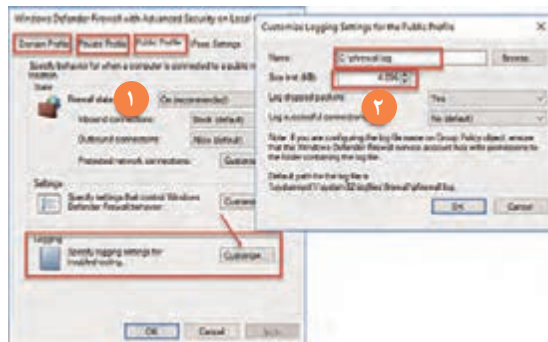 Windows Defender Firewall with Advanced Security on Local
Domain Profile Private Profile Public Profile IPsec Settings
Specify behavior for when a computer is connected to a public
location.
State
Firewall state: On (recommended)
Inbound connections: Block (default)
Outbound connections: Allow (default)
Protected network connections: Customize
Settings
Specify settings that control Windows
Defender Firewall behavior.
Customize
Logging
Specify logging settings for
troubleshooting.
Customize...
OK Cancel
١
Customize Logging Settings for the Public Profile
Name: Browse...
Size limit (KB): 4,096
Log dropped packets: Yes
Log successful connections No (default)
Note: If you are configuring the log file name on Group Policy object, ensure
that the Windows Defender Firewall service account has write permissions to
the folder containing the log file.
Default path for the log file is
OK Cancel
٢